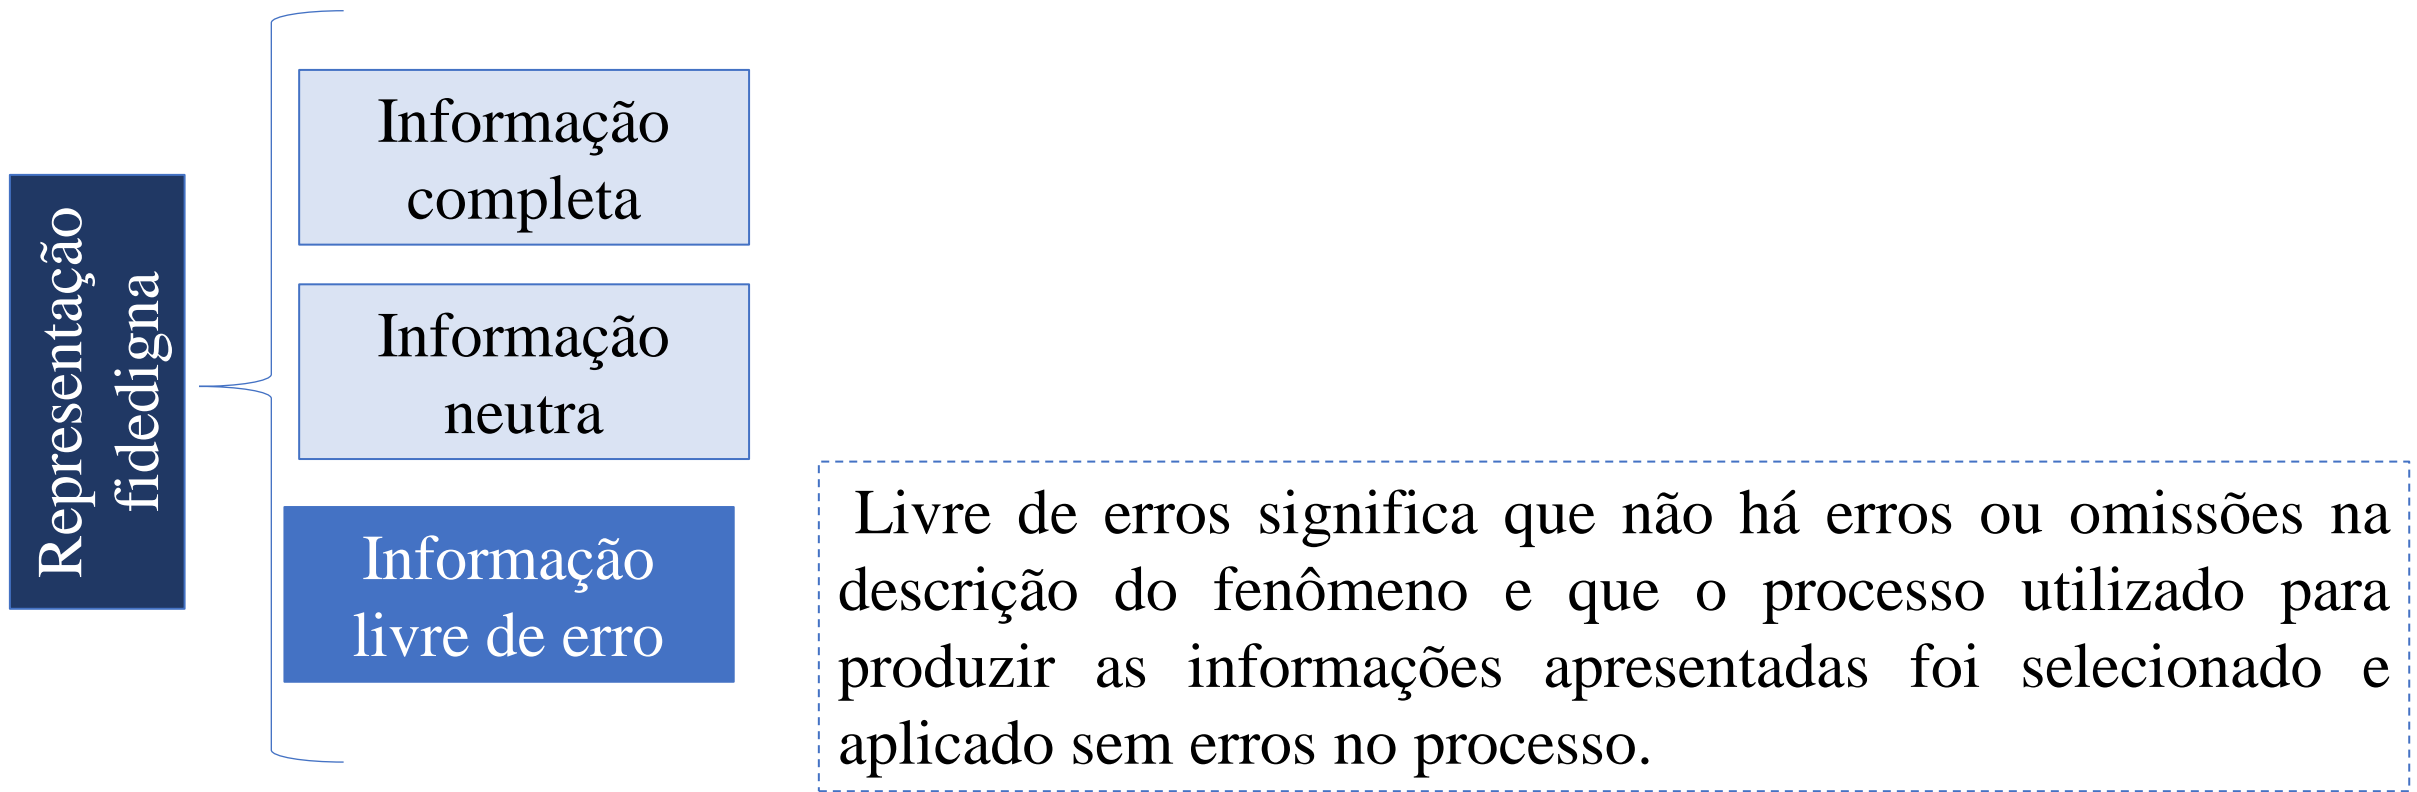 Representação
fidedigna
Informação
completa
Informação
neutra
Informação
livre de erro
Livre de erros significa que não há erros ou omissões na
descrição do fenômeno e que o processo utilizado para
produzir as informações apresentadas foi selecionado e
aplicado sem erros no processo.